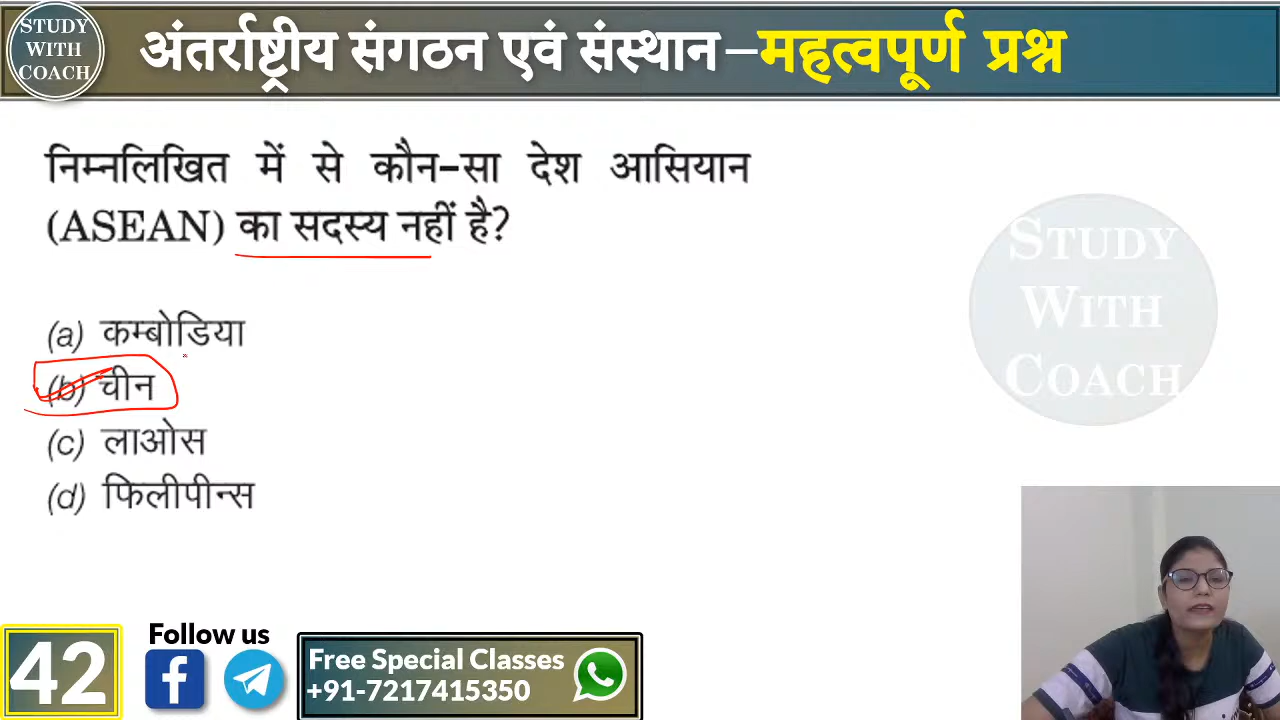 STUDY
WITH
COACH
अंतर्राष्ट्रीय संगठन एवं संस्थान–महत्वपूर्ण प्रश्न
निम्नलिखित में से कौन-सा देश आसियान
(ASEAN) का सदस्य नहीं है?
(a) कम्बोडिया
(b) चीन
(c) लाओस
(d) फिलीपीन्स
STUDY
WITH
COACH
42
Follow us
Free Special Classes
+91-7217415350